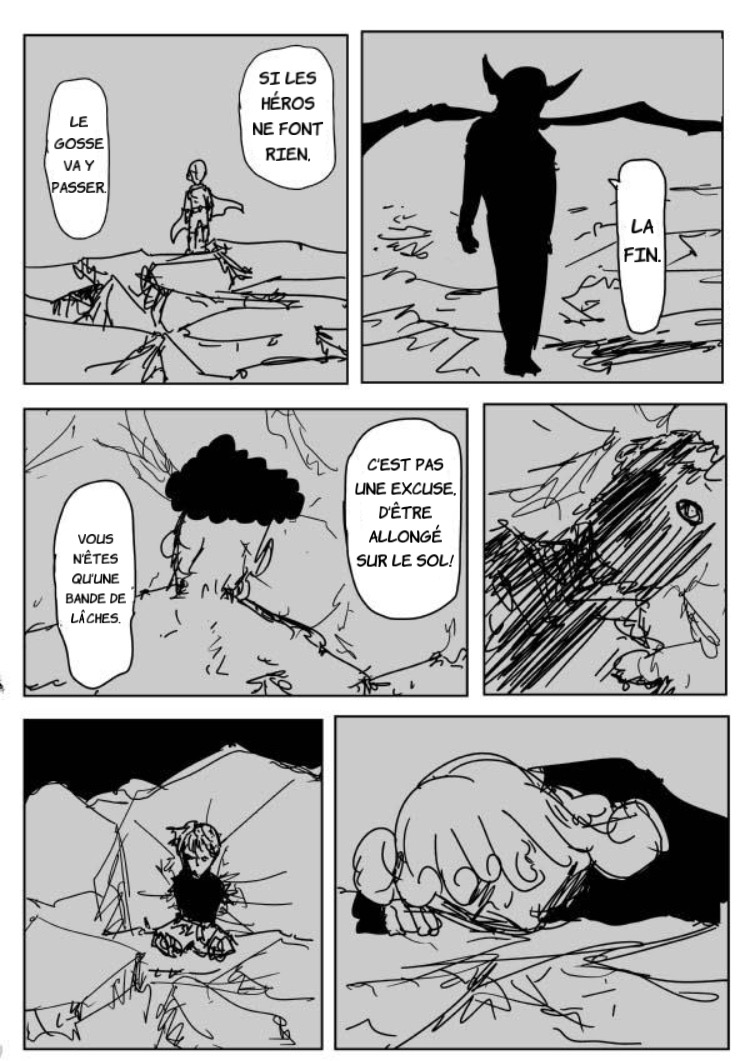 LA
FIN.
SI LES
HÉROS
NE FONT
RIEN,
LE
GOSSE
VA Y
PASSER.
C'EST PAS
UNE EXCUSE,
D'ÊTRE
ALLONGÉ
SUR LE SOL!
VOUS
N'ÊTES
QU'UNE
BANDE DE
LÂCHES.